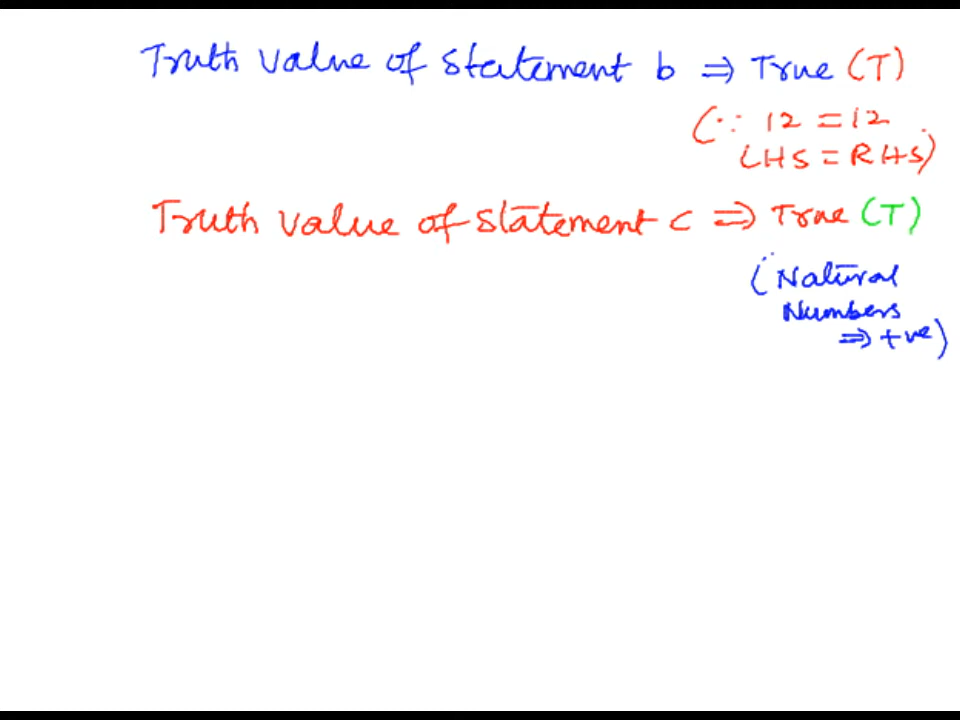 Truth value of statement b ⇒ True (T)
(∵ 12 = 12
LHS = RHS)
Truth value of statement c ⇒ True (T)
(∵ Natural
Numbers
⇒ +ve)